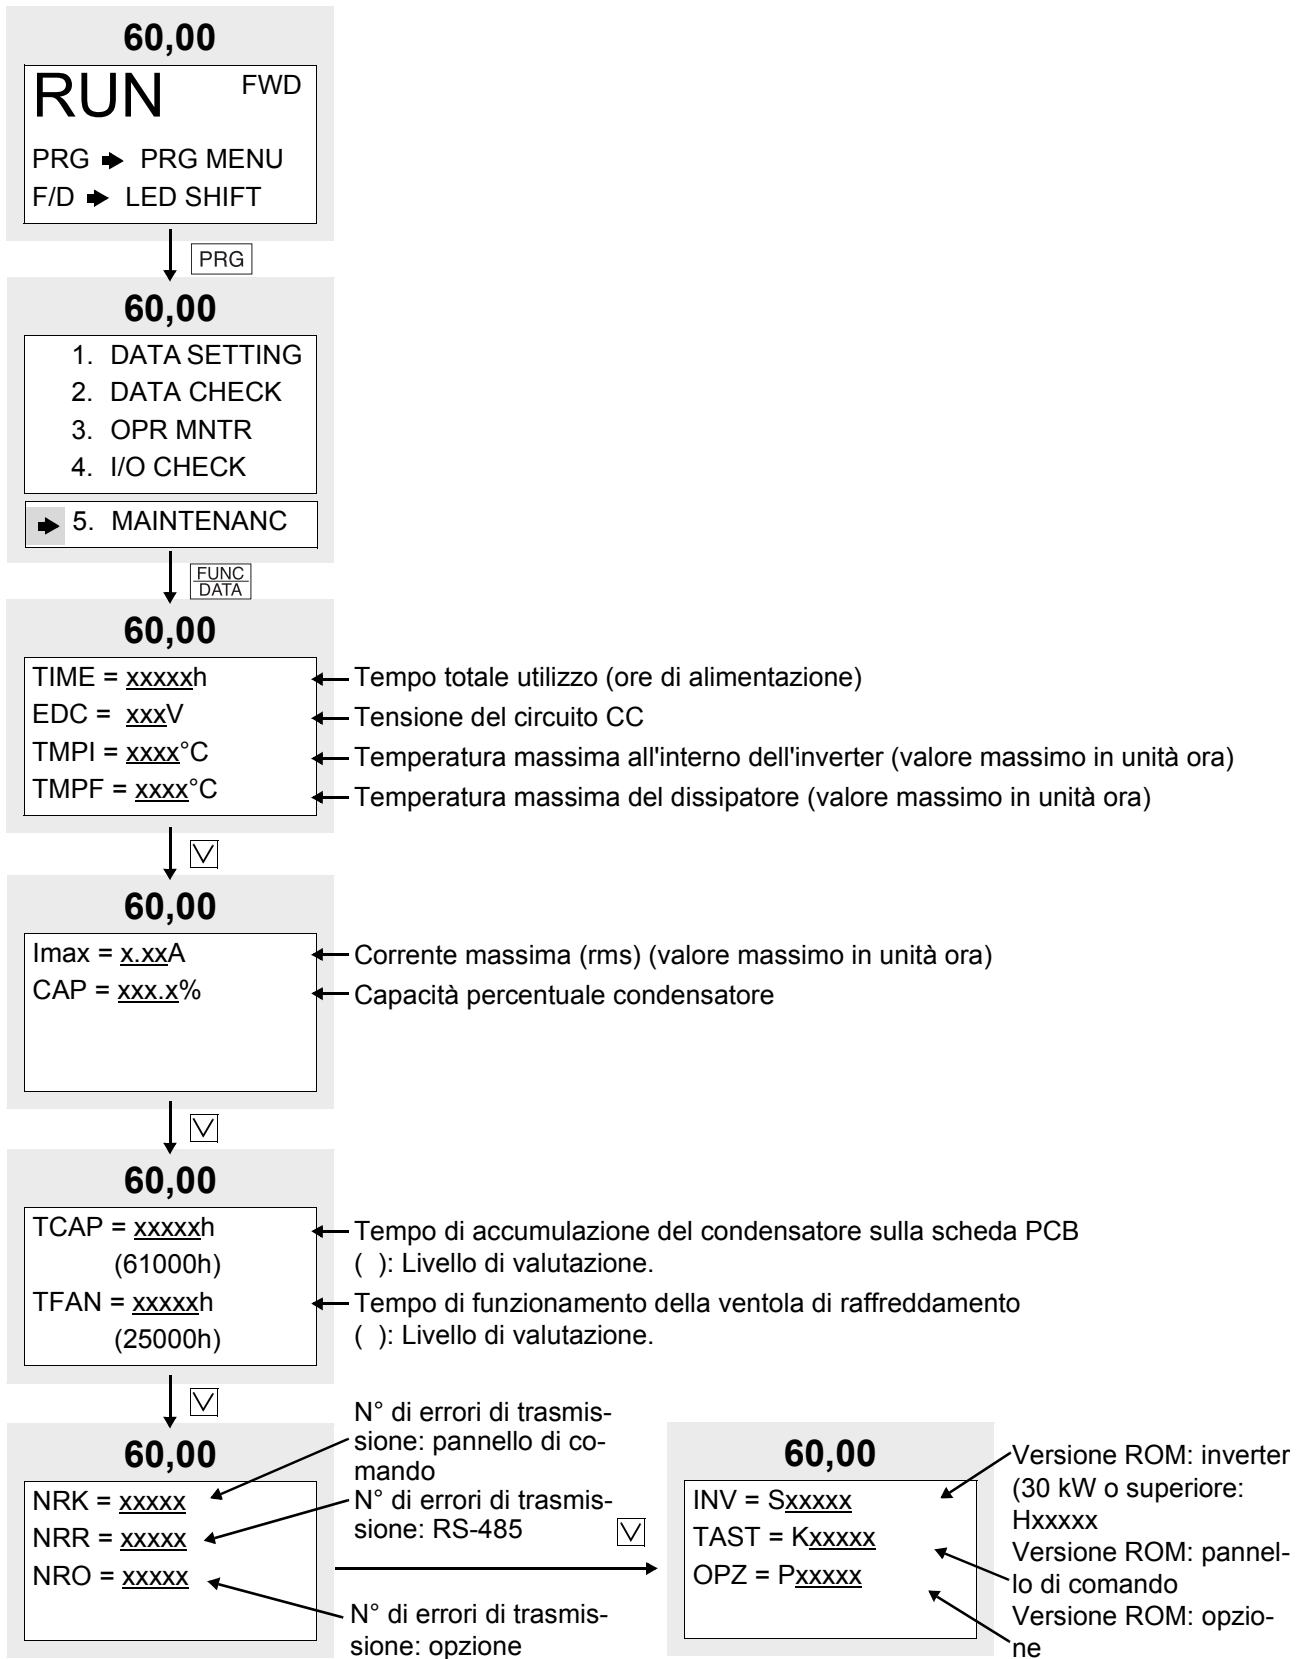 60,00
RUN FWD
PRG PRG MENU
F/D LED SHIFT
PRG
60,00
1. DATA SETTING
2. DATA CHECK
3. OPR MNTR
4. I/O CHECK
5. MAINTENANC
FUNC
DATA
60,00
TIME = xxxxxh
Tempo totale utilizzo (ore di alimentazione)
EDC = xxxV
Tensione del circuito CC
TMPI = xxxx°C
Temperatura massima all'interno dell'inverter (valore massimo in unità ora)
TMPF = xxxx°C
Temperatura massima del dissipatore (valore massimo in unità ora)
60,00
Imax = x.xxA
Corrente massima (rms) (valore massimo in unità ora)
CAP = xxx.x%
Capacità percentuale condensatore
60,00
TCAP = xxxxxh
(61000h)
Tempo di accumulazione del condensatore sulla scheda PCB
( ): Livello di valutazione.
TFAN = xxxxxh
(25000h)
Tempo di funzionamento della ventola di raffreddamento
( ): Livello di valutazione.
60,00
NRK = xxxxx
NRR = xxxxx
NRO = xxxxx
N° di errori di trasmis-
sione: pannello di co-
mando
N° di errori di trasmis-
sione: RS-485
N° di errori di trasmis-
sione: opzione
60,00
INV = Sxxxxx
TAST = Kxxxxx
OPZ = Pxxxxx
Versione ROM: inverter
(30 kW o superiore:
Hxxxxx
Versione ROM: pannel-
lo di comando
Versione ROM: opzio-
ne